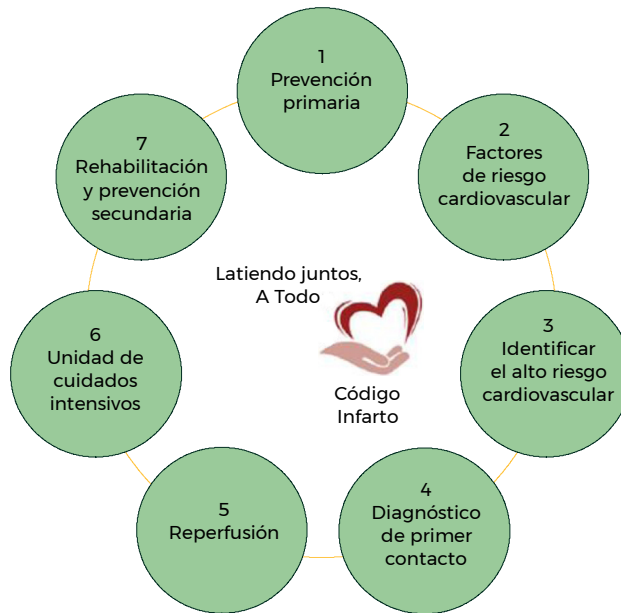 1
Prevención
primaria
2
Factores
de riesgo
cardiovascular
3
Identificar
el alto riesgo
cardiovascular
4
Diagnóstico
de primer
contacto
5
Reperfusión
6
Unidad de
cuidados
intensivos
7
Rehabilitación
y prevención
secundaria
Latiendo juntos,
A Todo
Código
Infarto